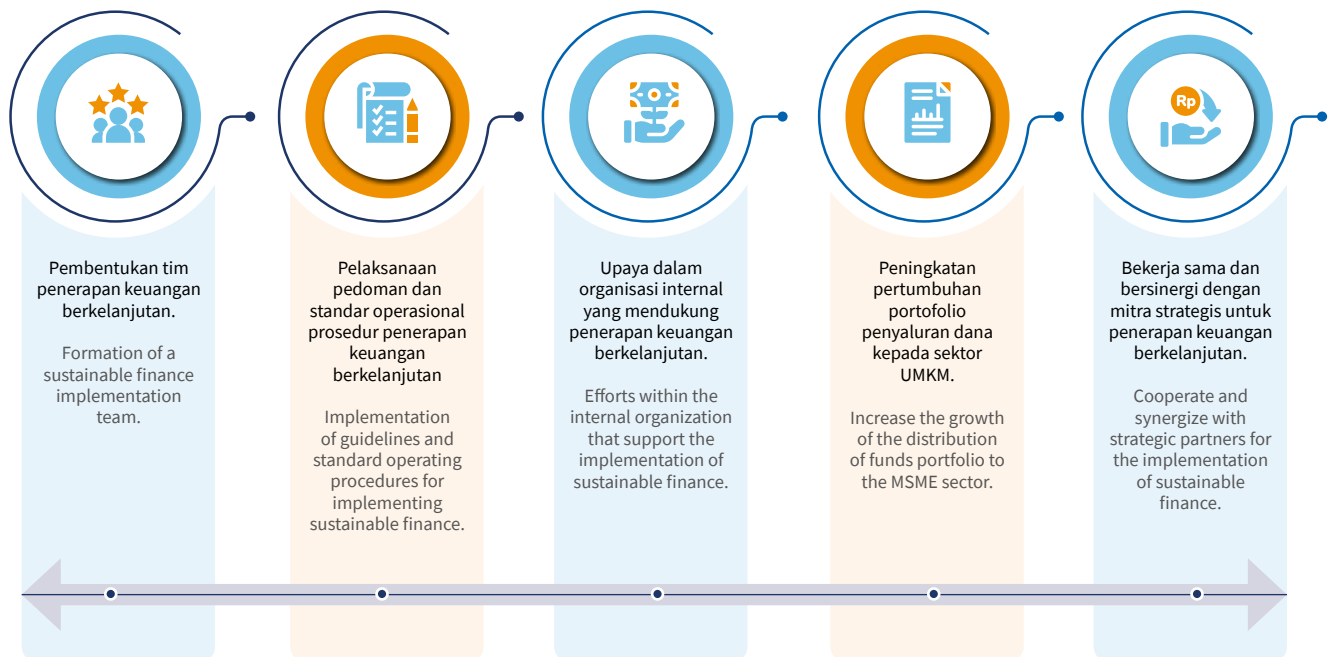 Pembentukan tim
penerapan keuangan
berkelanjutan.
Formation of a
sustainable finance
implementation
team.
Pelaksanaan
pedoman dan
standar operasional
prosedur penerapan
keuangan
berkelanjutan
Implementation
of guidelines and
standard operating
procedures for
implementing
sustainable finance.
Upaya dalam
organisasi internal
yang mendukung
penerapan keuangan
berkelanjutan.
Efforts within the
internal organization
that support the
implementation of
sustainable finance.
Peningkatan
pertumbuhan
portofolio
penyaluran dana
kepada sektor
UMKM.
Increase the growth
of the distribution
of funds portfolio to
the MSME sector.
Rp
Bekerja sama dan
bersinergi dengan
mitra strategis untuk
penerapan keuangan
berkelanjutan.
Cooperate and
synergize with
strategic partners for
the implementation
of sustainable
finance.